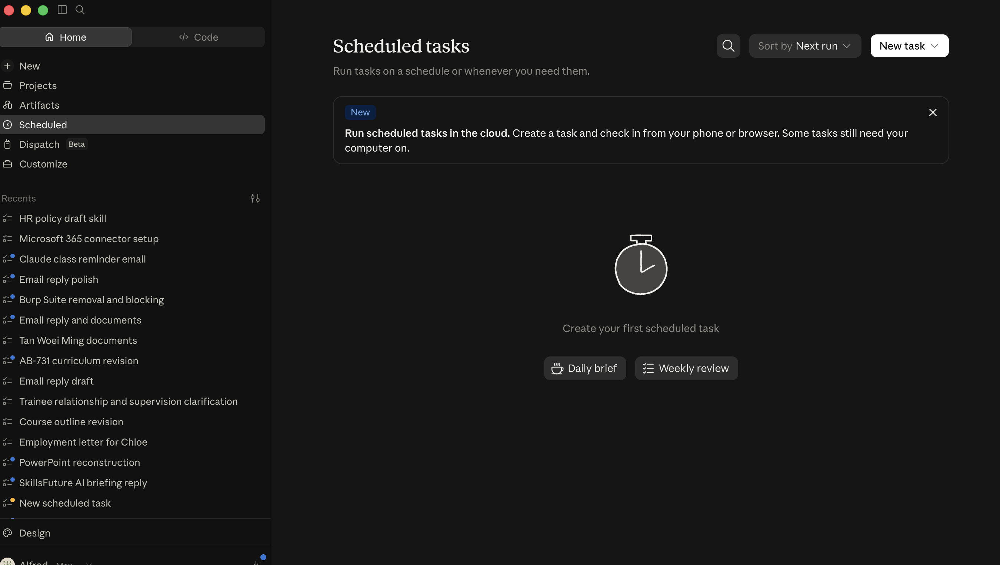 Home
Code
New
Projects
Artifacts
Scheduled
Dispatch Beta
Customize
Recents
HR policy draft skill
Microsoft 365 connector setup
Claude class reminder email
Email reply polish
Burp Suite removal and blocking
Email reply and documents
Tan Woei Ming documents
AB-731 curriculum revision
Email reply draft
Trainee relationship and supervision clarification
Course outline revision
Employment letter for Chloe
PowerPoint reconstruction
SkillsFuture AI briefing reply
New scheduled task
Design
Alfred Max
Scheduled tasks
Sort by Next run
New task
Run tasks on a schedule or whenever you need them.
New
Run scheduled tasks in the cloud. Create a task and check in from your phone or browser. Some tasks still need your
computer on.
Create your first scheduled task
Daily brief
Weekly review